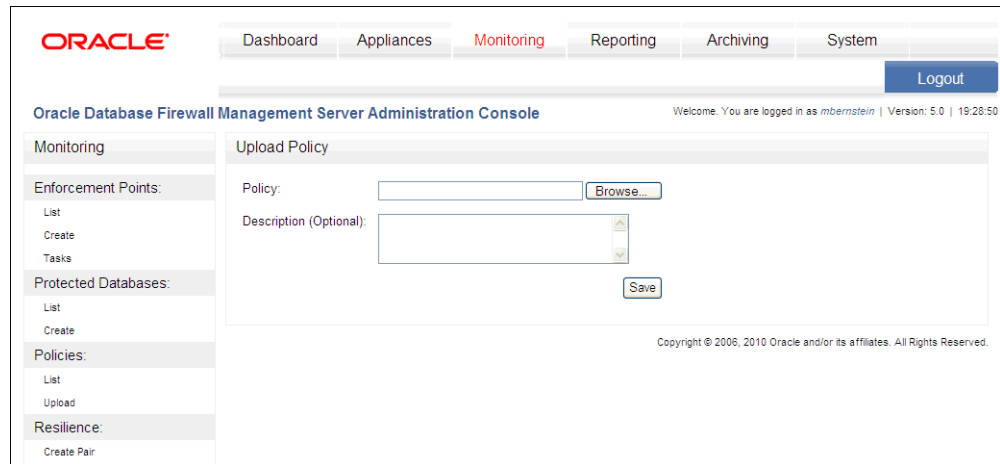 ORACLE
Dashboard Appliances Monitoring Reporting Archiving System
Logout
Oracle Database Firewall Management Server Administration Console
Welcome. You are logged in as mbernstein | Version: 5.0 | 19:28:50
Monitoring
Enforcement Points:
List
Create
Tasks
Protected Databases:
List
Create
Policies:
List
Upload
Resilience:
Create Pair
Upload Policy
Policy:
Browse...
Description (Optional):
Save
Copyright © 2006, 2010 Oracle and/or its affiliates. All Rights Reserved.